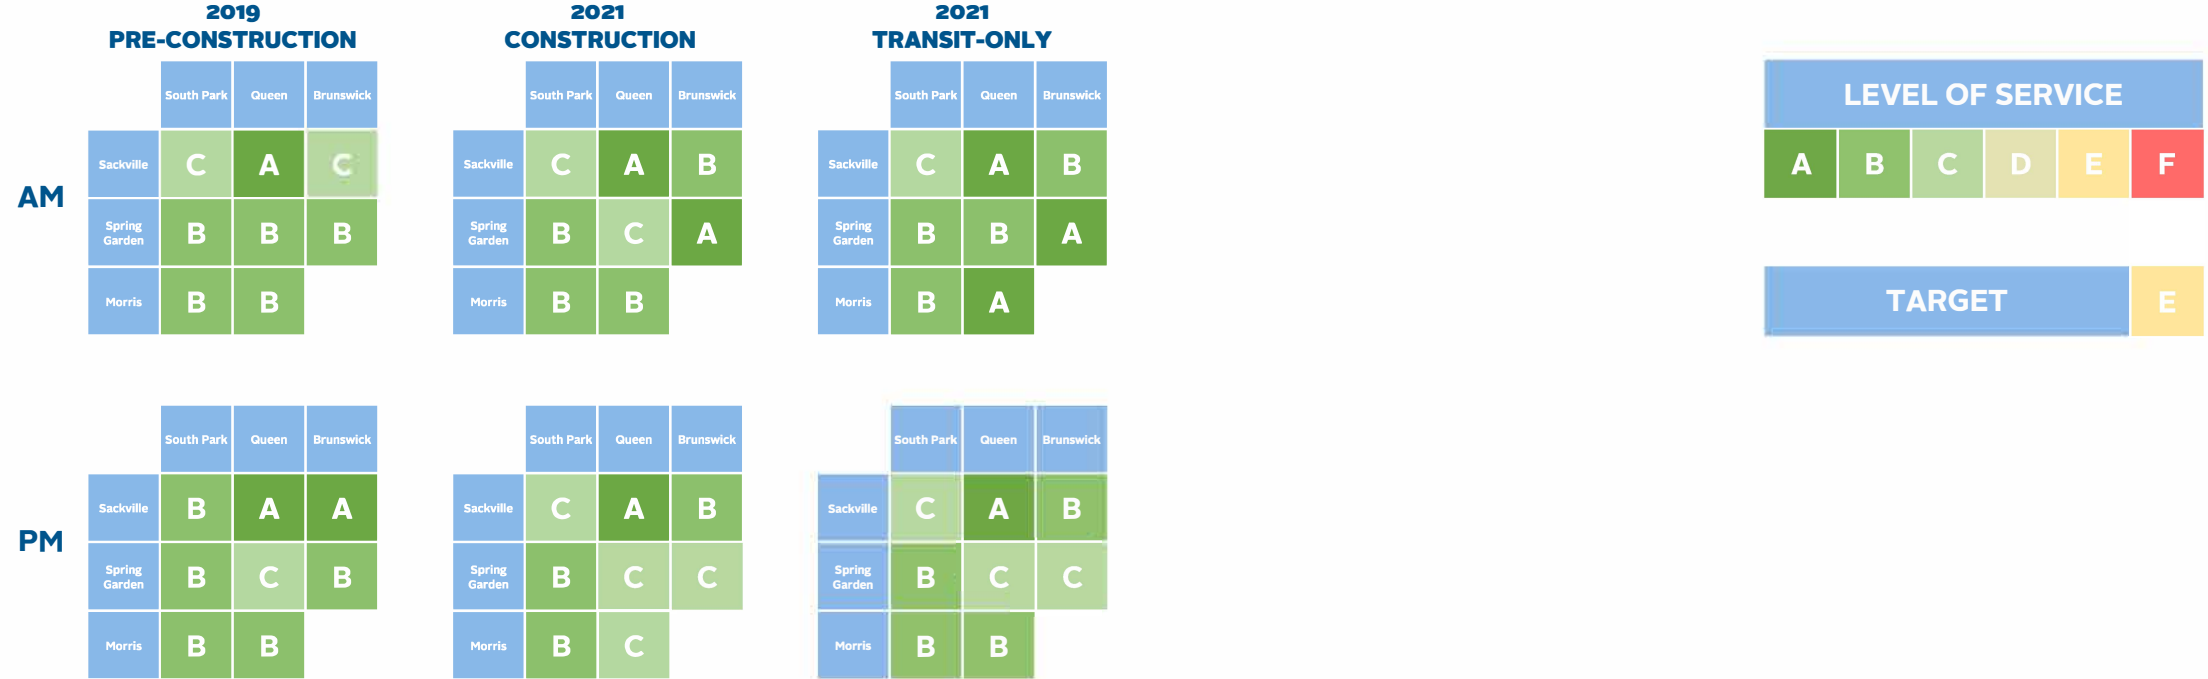 2019 2021 2021
PRE-CONSTRUCTION CONSTRUCTION TRANSIT-ONLY
South Park Queen Brunswick South Park Queen Brunswick South Park Queen Brunswick LEVEL OF SERVICE
AM
Sackville C A C Sackville C A B Sackville C A B A B C D E F
Spring Garden B B B Spring Garden B C A Spring Garden B B A
Morris B B Morris B B Morris B A TARGET E
South Park Queen Brunswick South Park Queen Brunswick South Park Queen Brunswick
PM
Sackville B A A Sackville C A B Sackville C A B
Spring Garden B C B Spring Garden B C C Spring Garden B C C
Morris B B Morris B C Morris B B